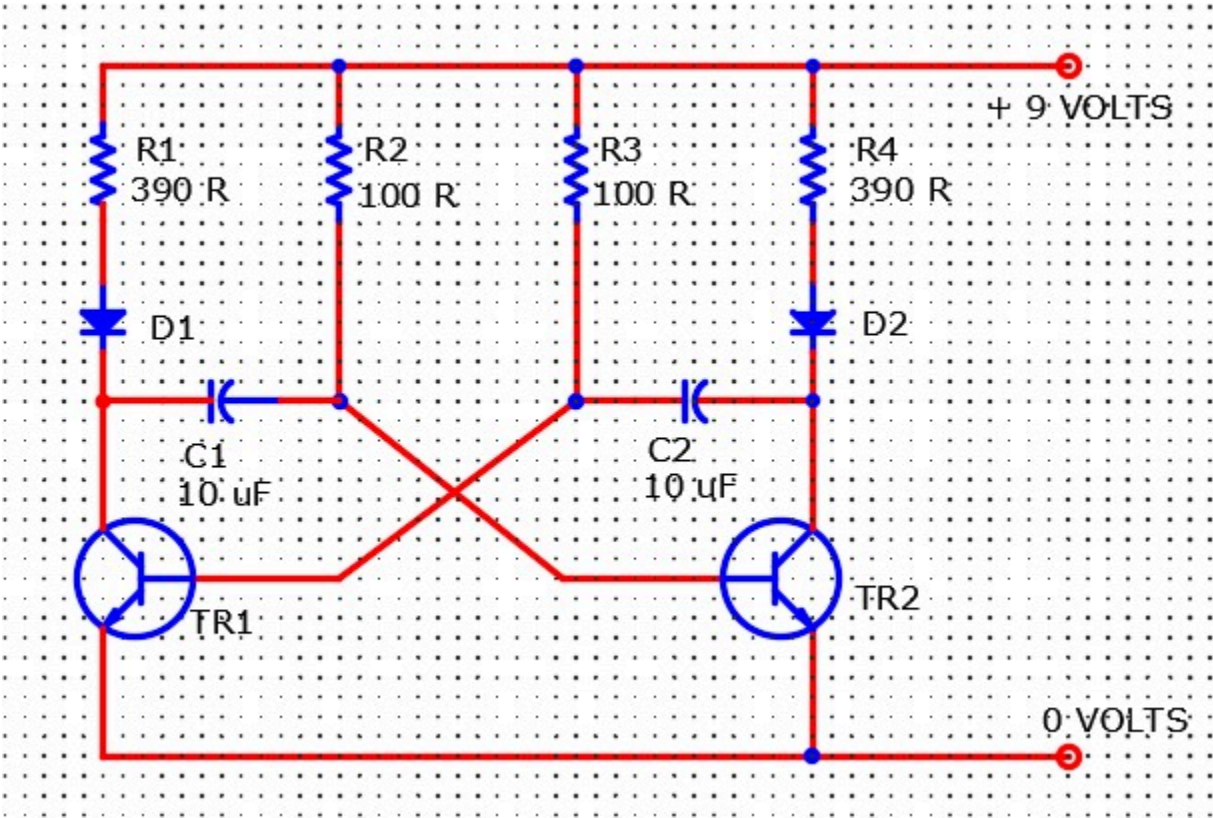 + 9 VOLTS
R1
390 R
R2
100 R
R3
100 R
R4
390 R
D1
D2
C1
10 uF
C2
10 uF
TR1
TR2
0 VOLTS